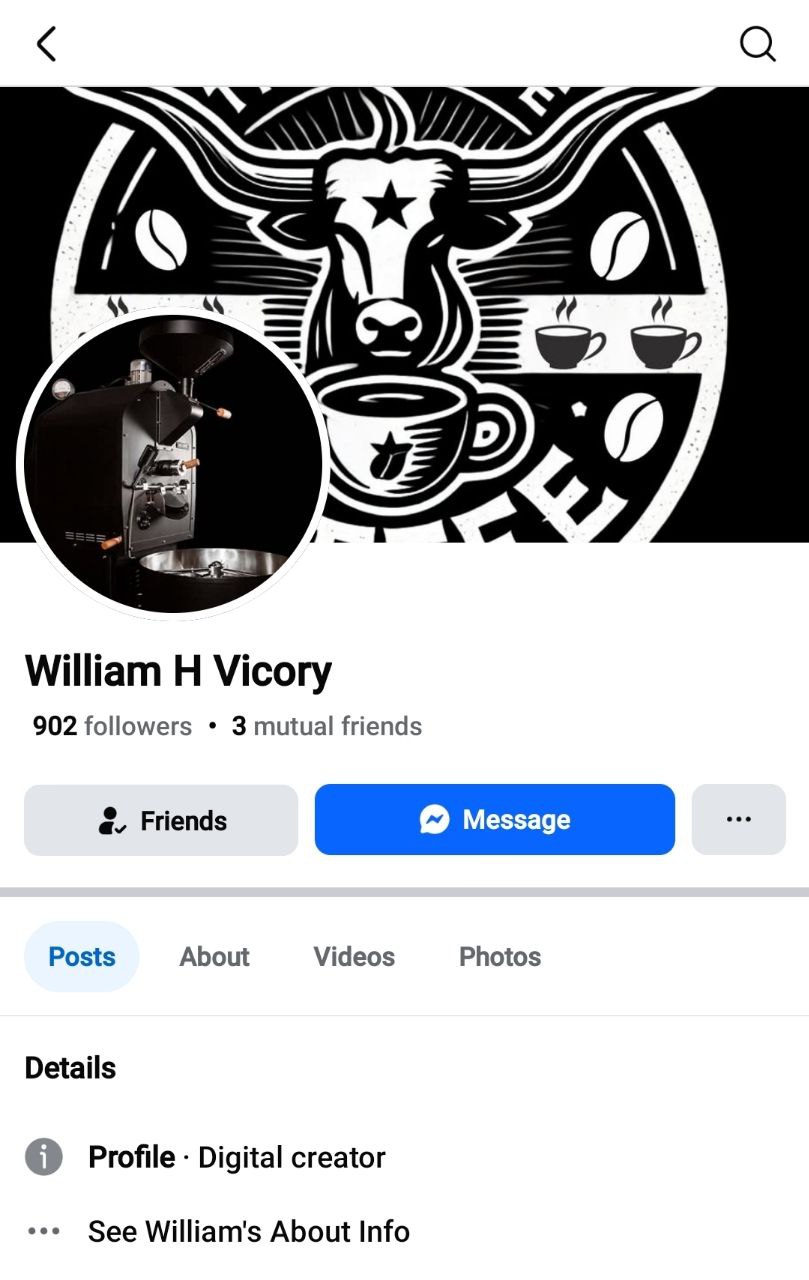 William H Vicory
902 followers • 3 mutual friends
Friends
Message
Posts About Videos Photos
Details
Profile · Digital creator
See William's About Info